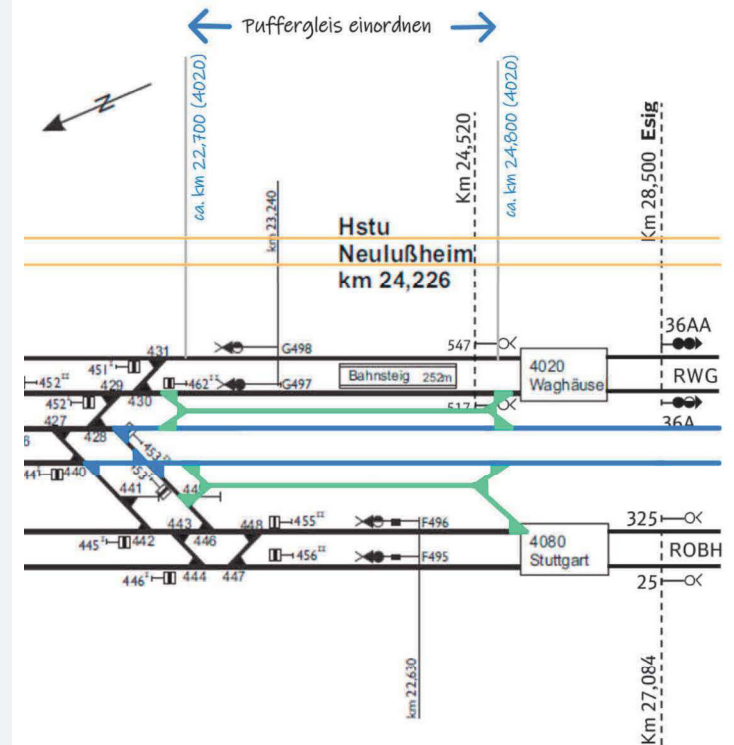 Puffergleis einordnen
N
ca. km 22,700 (4020)
ca. km 24,800 (4020)
Km 24,520
Km 28,500 Esig
km 23,240
Hstu
Neulußheim
km 24,226
36AA
431
G498
547
451
4020
Waghäuse
Bahnsteig 252m
RWG
452
429
462
G497
430
452
517
36A
427
428
453
440
453
441
443
448
455
F496
325
4080
Stuttgart
445
442
446
456
F495
ROBH
446
444
447
25
km 22,630
Km 27,084